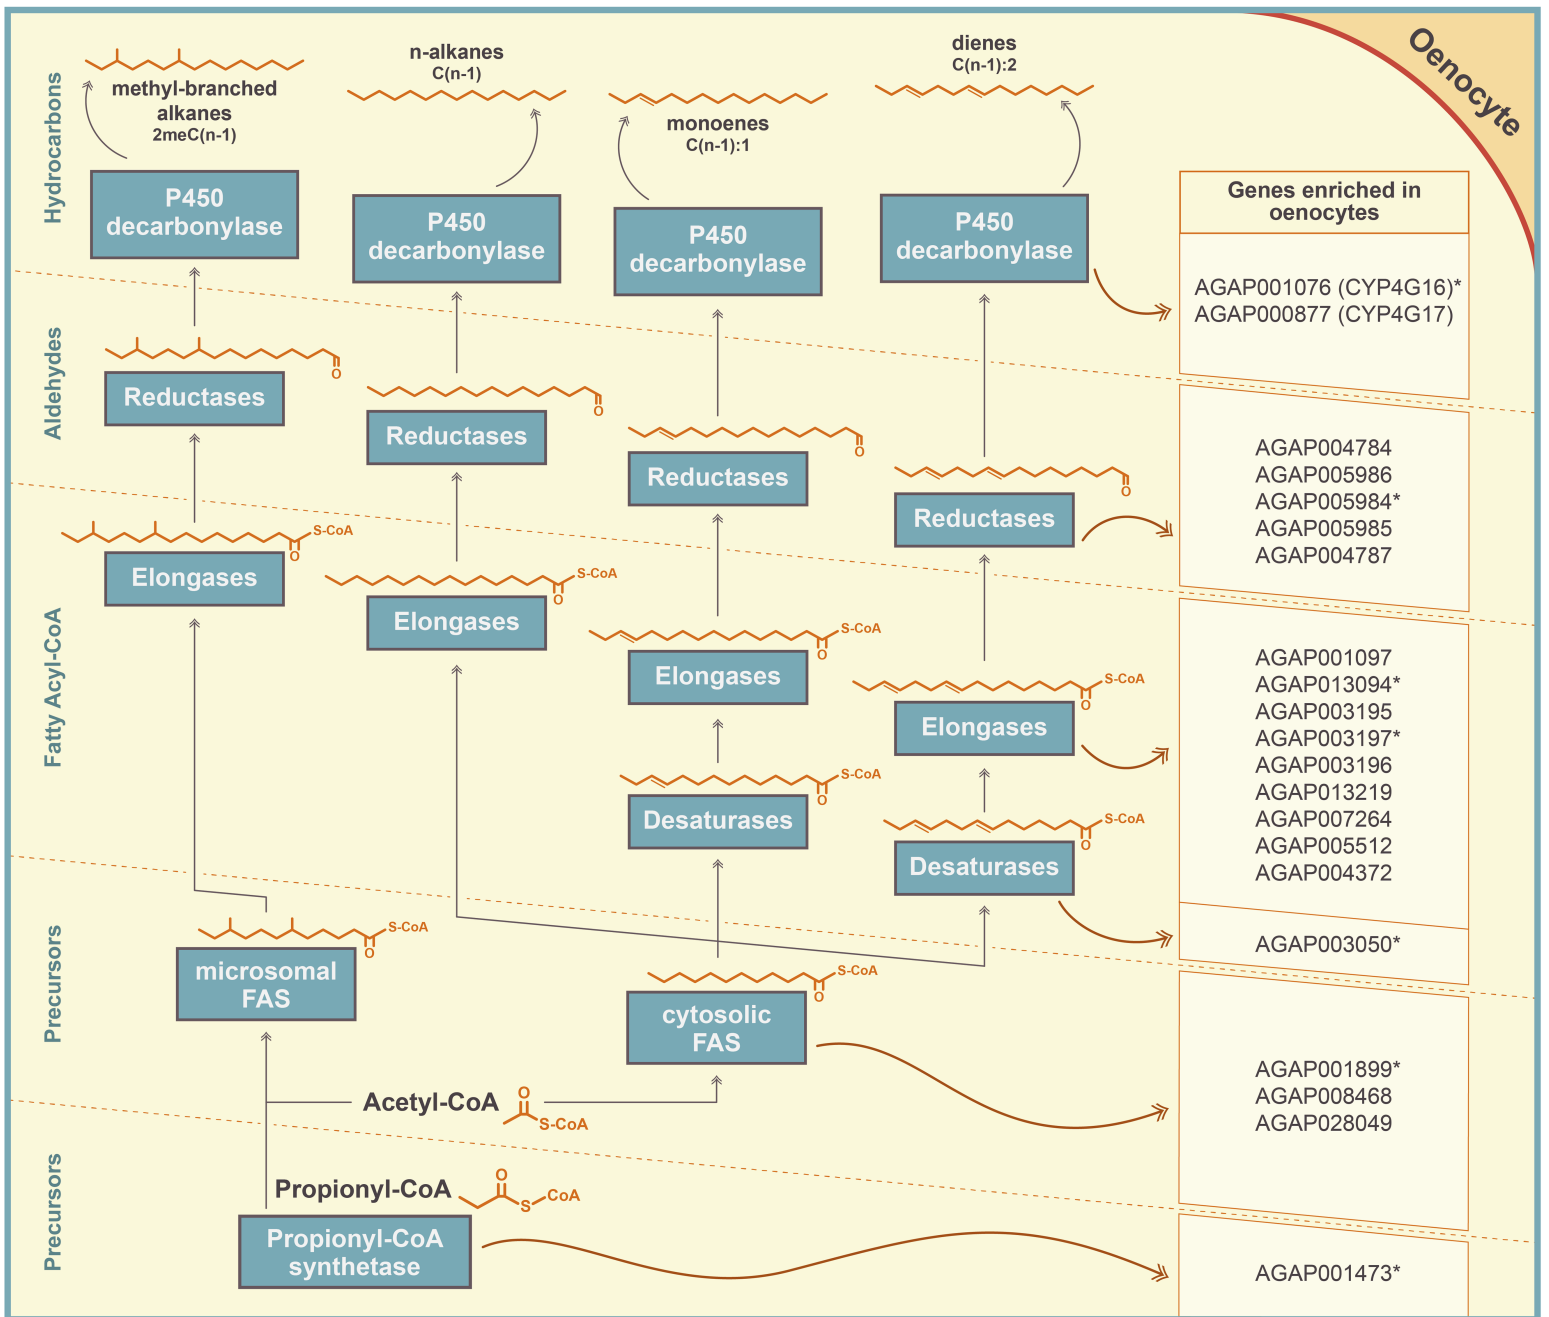 Oenocyte
Hydrocarbons
methyl-branched
alkanes
2meC(n-1)
n-alkanes
C(n-1)
monoenes
C(n-1):1
dienes
C(n-1):2
P450
decarbonylase
P450
decarbonylase
P450
decarbonylase
P450
decarbonylase
Genes enriched in
oenocytes
AGAP001076 (CYP4G16)*
AGAP000877 (CYP4G17)
Aldehydes
O
Reductases
O
Reductases
O
Reductases
O
Reductases
AGAP004784
AGAP005986
AGAP005984*
AGAP005985
AGAP004787
Fatty Acyl-CoA
S-CoA
O
Elongases
S-CoA
O
Elongases
S-CoA
O
Elongases
S-CoA
O
Elongases
S-CoA
O
Desaturases
S-CoA
O
Desaturases
AGAP001097
AGAP013094*
AGAP003195
AGAP003197*
AGAP003196
AGAP013219
AGAP007264
AGAP005512
AGAP004372
AGAP003050*
Precursors
S-CoA
O
microsomal
FAS
S-CoA
O
cytosolic
FAS
Acetyl-CoA
O
S-CoA
AGAP001899*
AGAP008468
AGAP028049
Precursors
Propionyl-CoA
O
S
CoA
Propionyl-CoA
synthetase
AGAP001473*